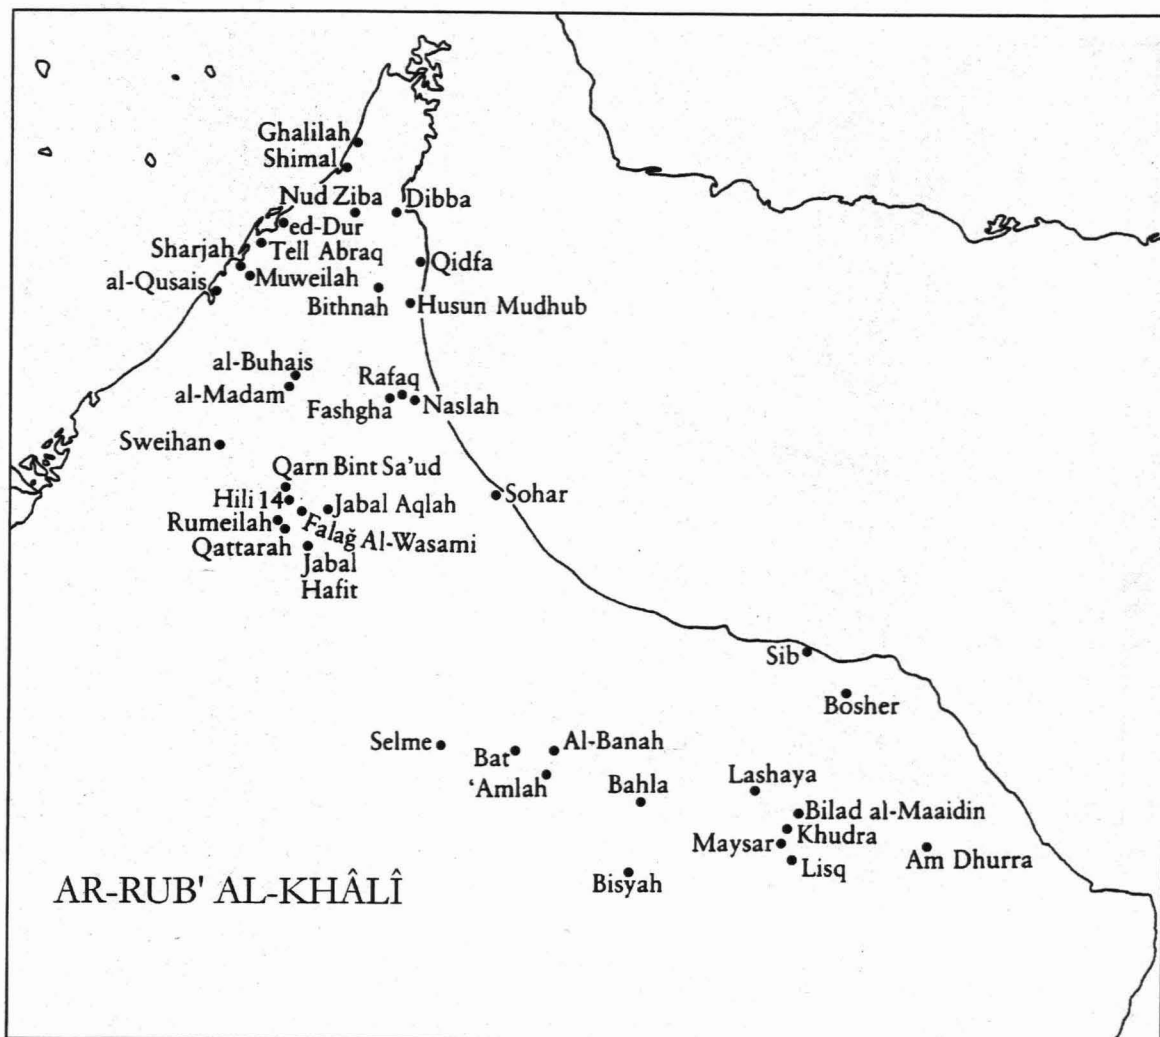 Ghalilah
Shimal
Nud Ziba
Dibba
ed-Dur
Sharjah
Tell Abraq
Qidfa
al-Qusais
Muweilah
Bithnah
Husun Mudhub
al-Buhais
al-Madam
Rafaq
Fashgha
Naslah
Sweihan
Qarn Bint Sa'ud
Hili 14
Jabal Aqlah
Sohar
Rumeilah
Falağ Al-Wasami
Qattarah
Jabal
Hafit
Sib
Bosher
Selme
Bat
Al-Banah
'Amlah
Bahla
Lashaya
Bilad al-Maaidin
Khudra
Maysar
Lisq
Am Dhurra
Bisyah
AR-RUB' AL-KHÂLÎ